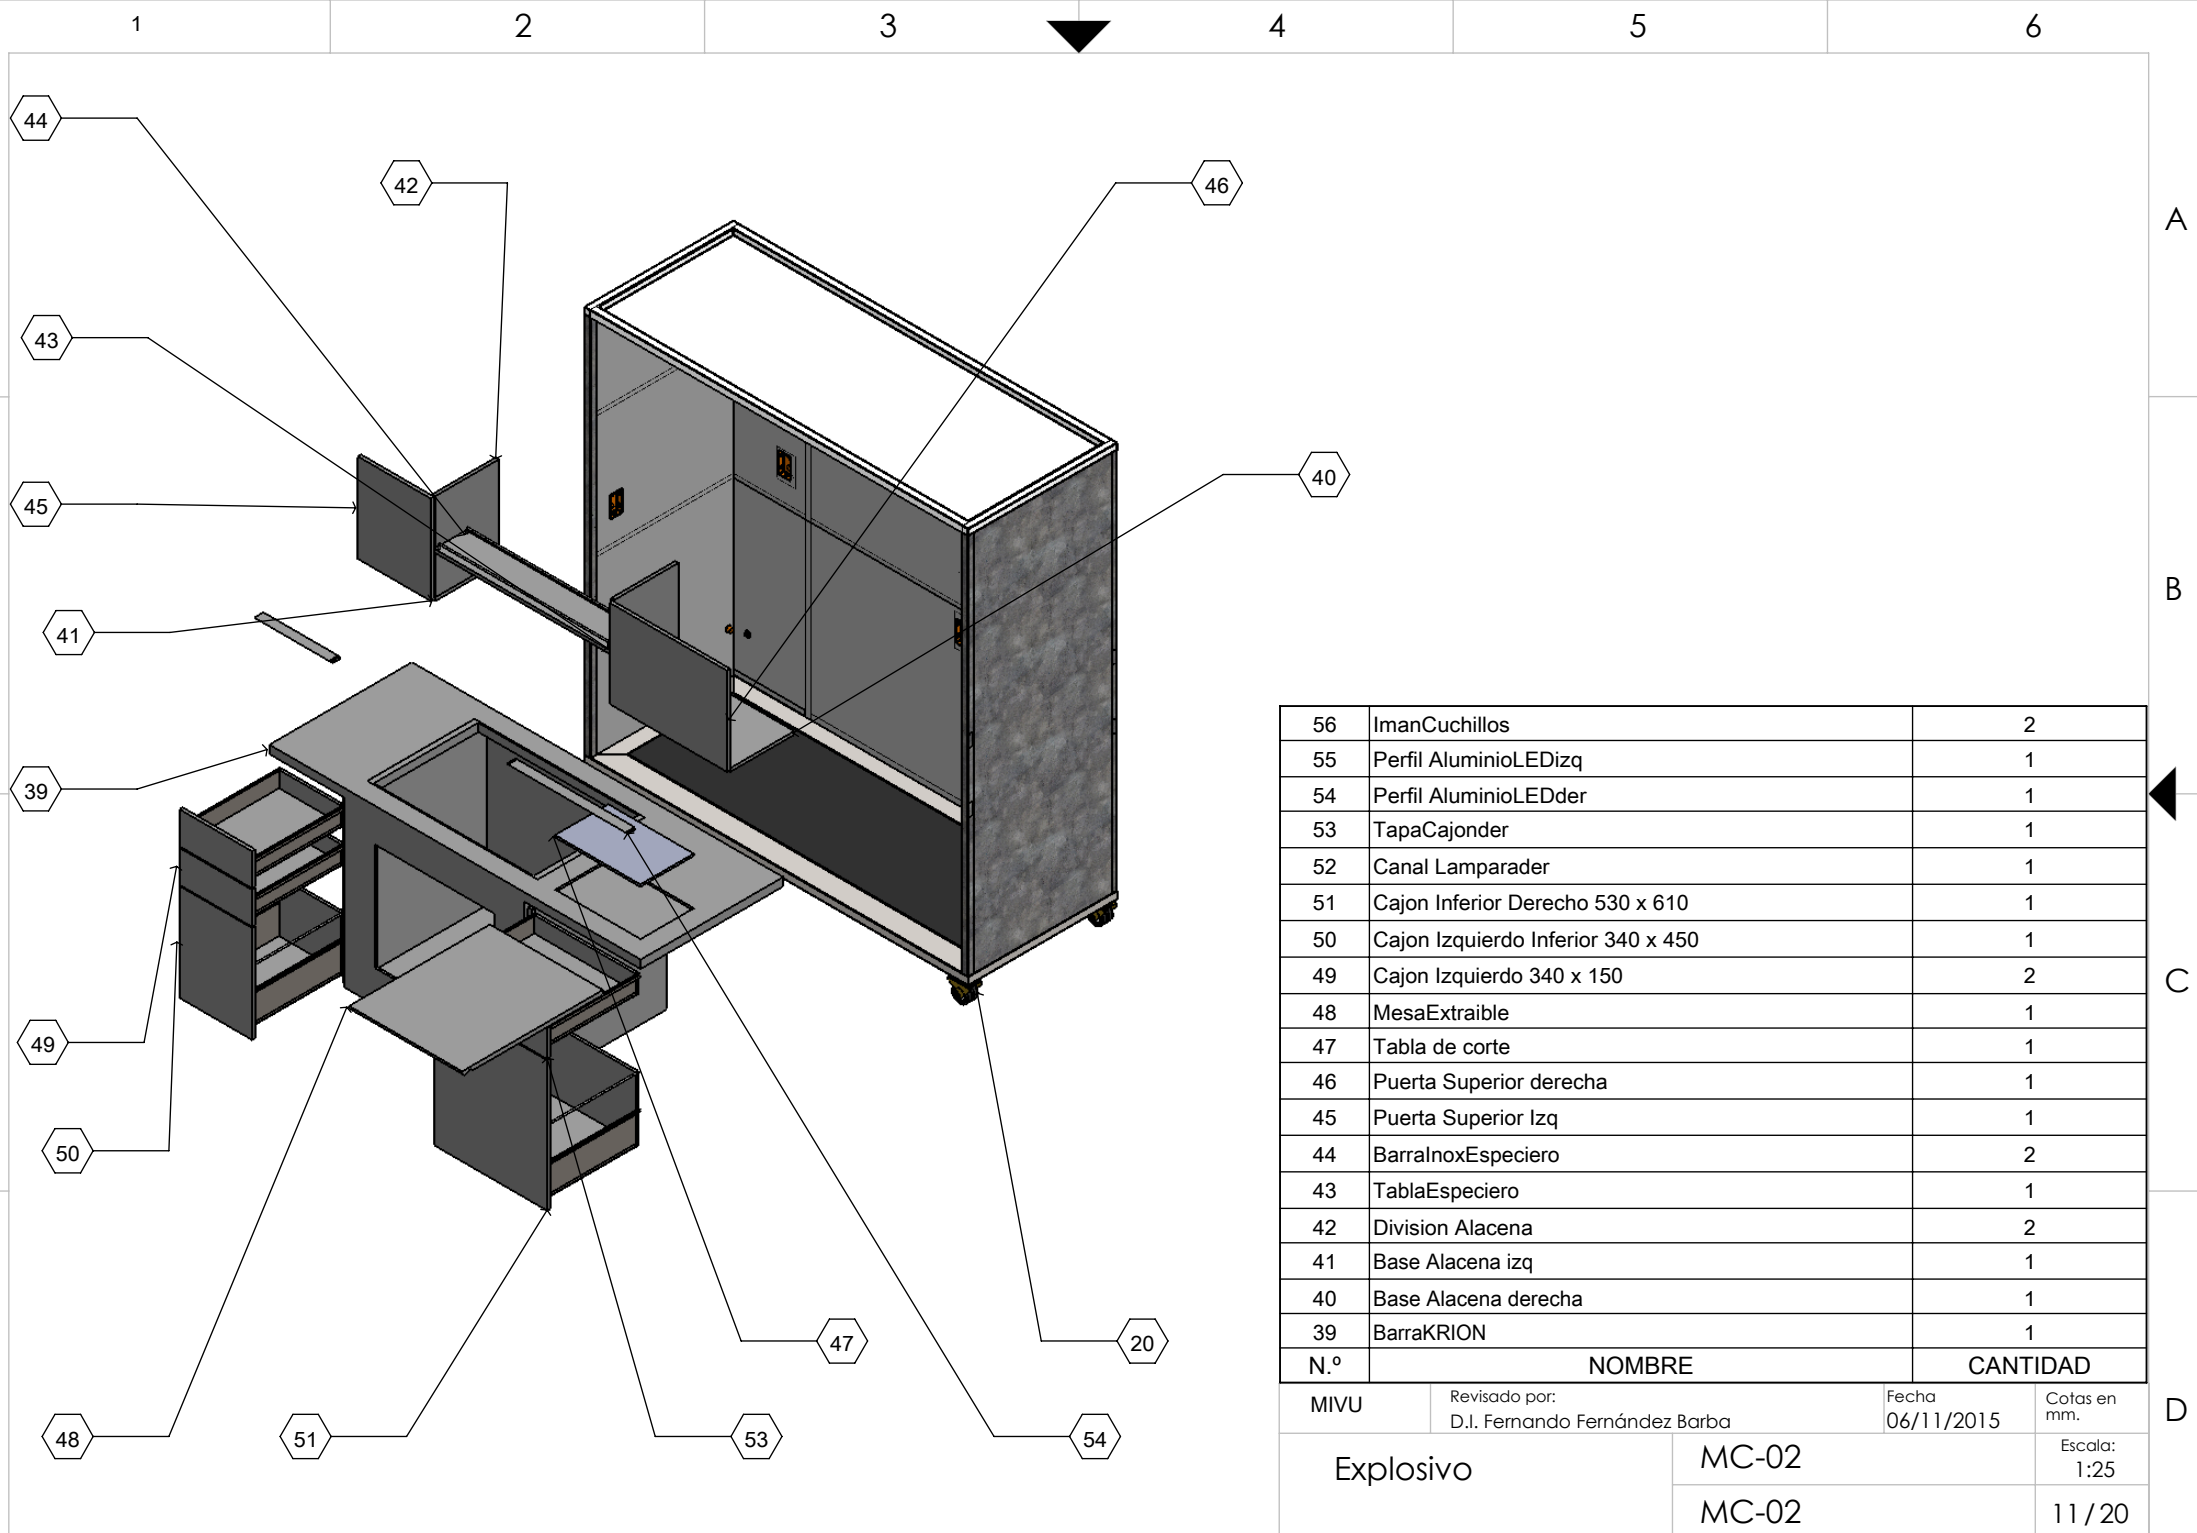 1 2 3 4 5 6
44
42
46
A
43
45
40
41
B
39
49
50
C
48
51
53
47
54
20
56 ImanCuchillos 2
55 Perfil AluminioLEDizq 1
54 Perfil AluminioLEDder 1
53 TapaCajonder 1
52 Canal Lamparader 1
51 Cajon Inferior Derecho 530 x 610 1
50 Cajon Izquierdo Inferior 340 x 450 1
49 Cajon Izquierdo 340 x 150 2
48 MesaExtraible 1
47 Tabla de corte 1
46 Puerta Superior derecha 1
45 Puerta Superior Izq 1
44 BarraInoxEspeciero 2
43 TablaEspeciero 1
42 Division Alacena 2
41 Base Alacena izq 1
40 Base Alacena derecha 1
39 BarraKRION 1
N.º NOMBRE CANTIDAD
MIVU
Revisado por:
D.I. Fernando Fernández Barba
Fecha
06/11/2015
Cotas en
mm.
D
Explosivo
MC-02
Escala:
1:25
MC-02
11/20